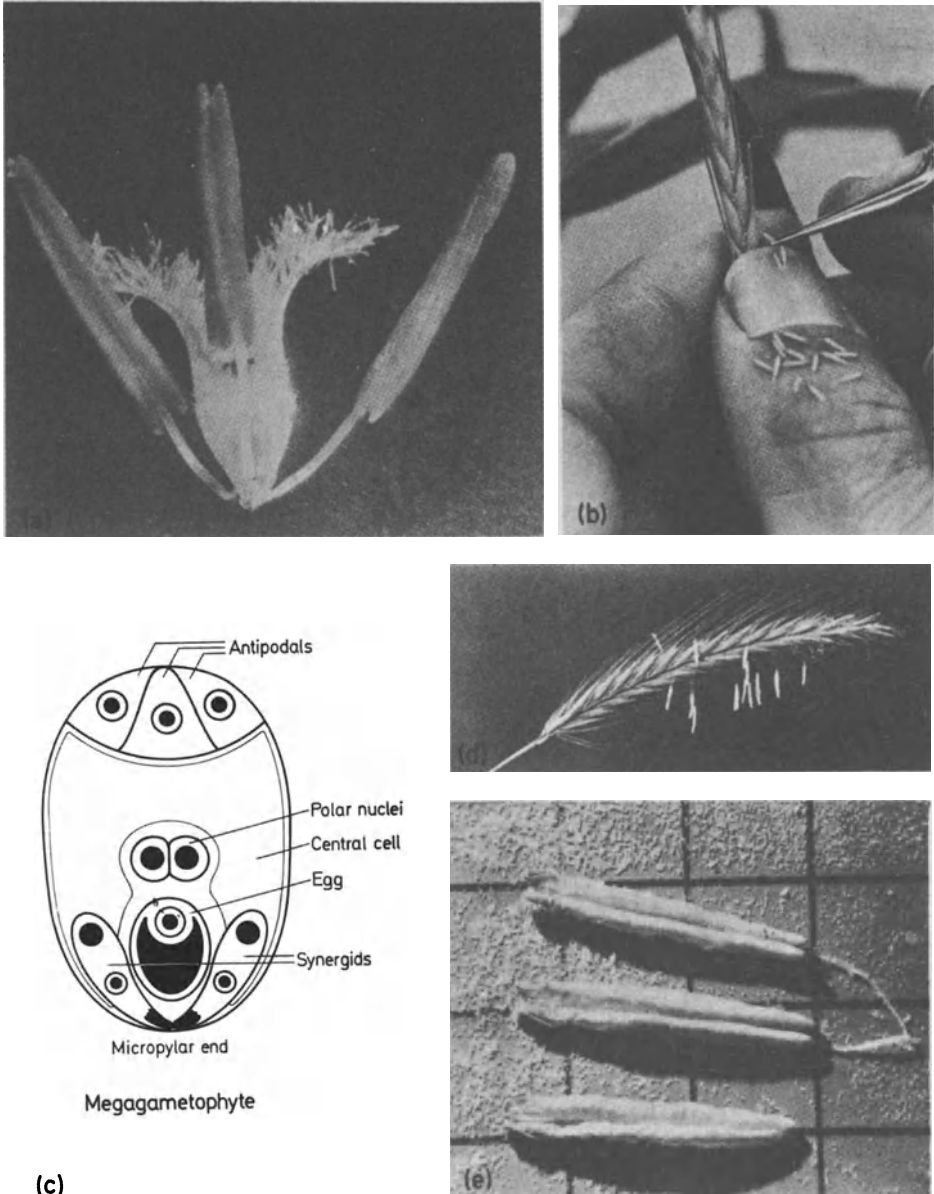 (a)
(b)
Antipodals
Polar nuclei
Central cell
Egg
Synergids
Micropylar end
Megagametophyte
(c)
(d)
(e)